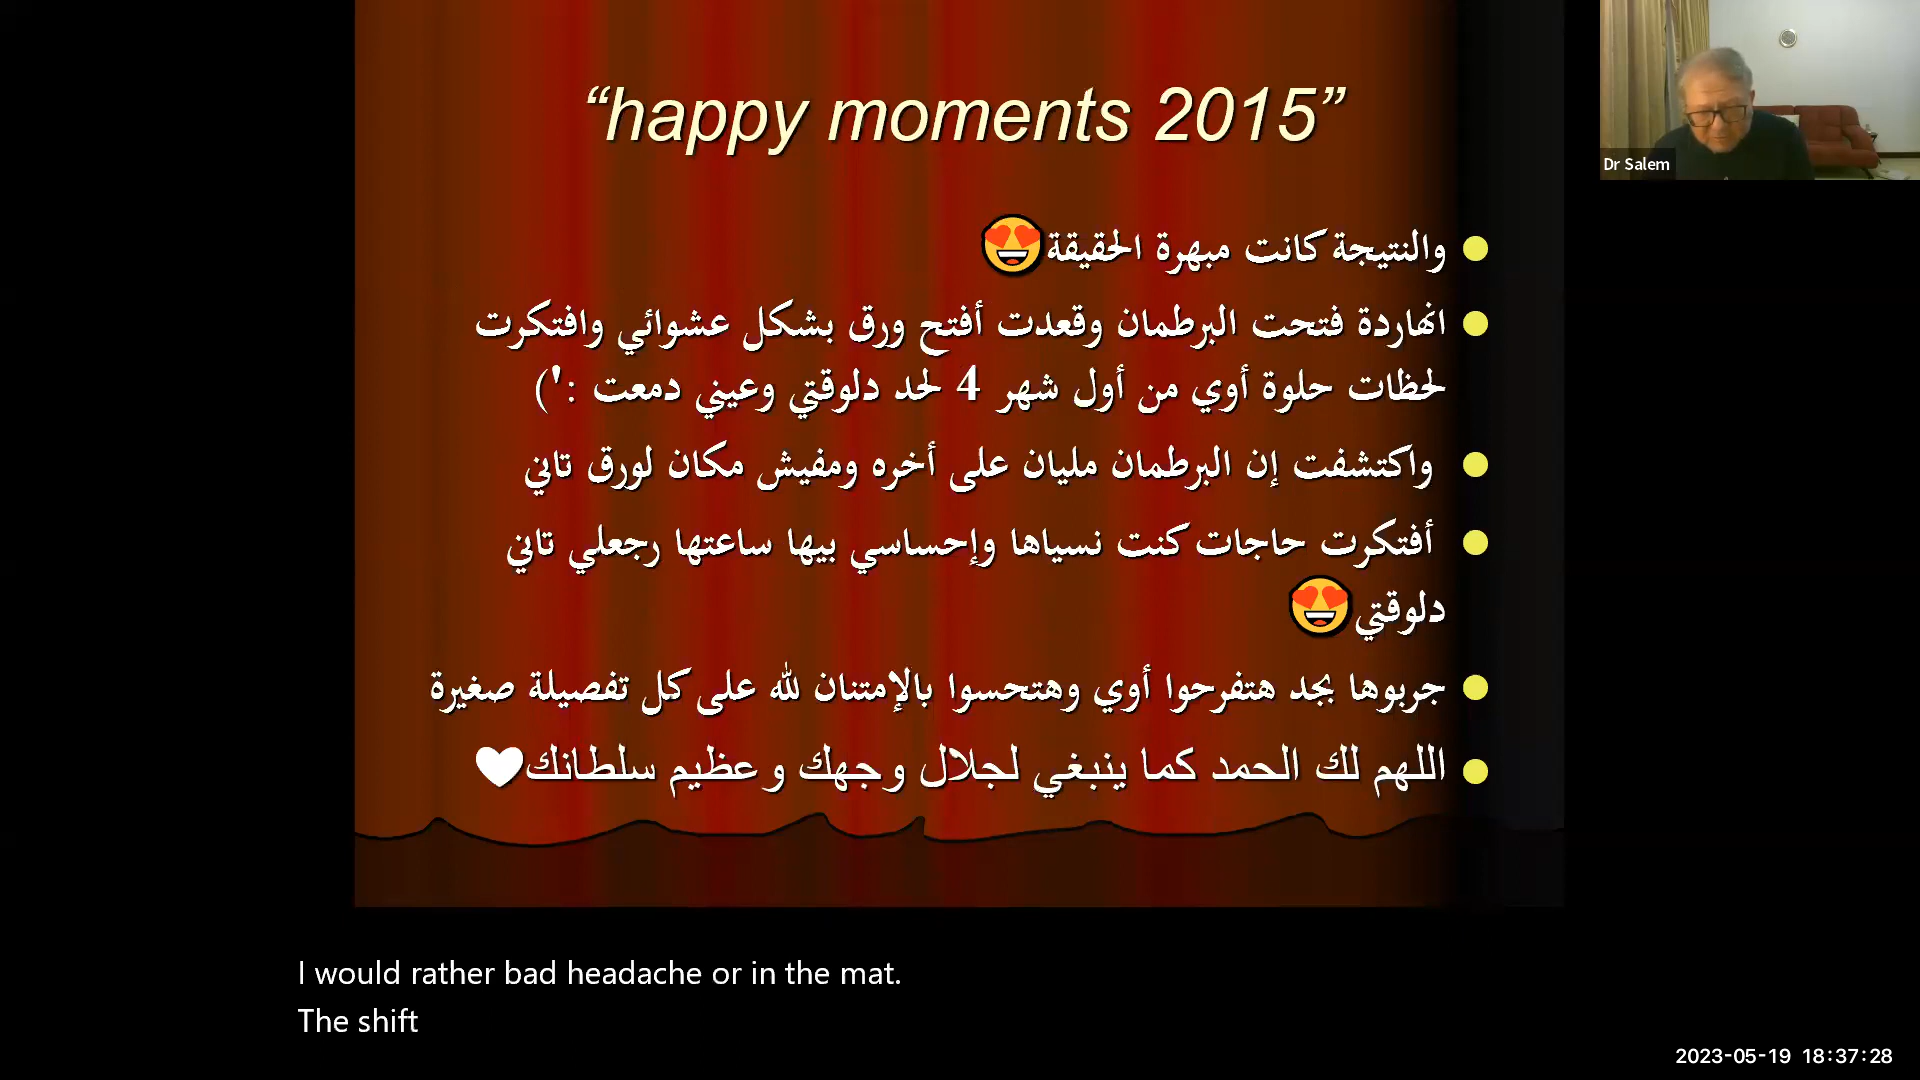 “happy moments 2015”
والنتيجة كانت مبهرة الحقيقة😍
انهاردة فتحت البرطمان وقعدت أفتح ورق بشكل عشوائي وافتكرت
لحظات حلوة أوي من أول شهر 4 لحد دلوقتي وعيني دمعت :')
واكتشفت إن البرطمان مليان على أخره ومفيش مكان لورق تاني
أفتكرت حاجات كنت نسياها وإحساسي بيها ساعتها رجعلي تاني
دلوقتي😍
جربوها بجد هتفرحوا أوي وهتحسوا بالإمتنان لله على كل تفصيلة صغيرة
اللهم لك الحمد كما ينبغي لجلال وجهك وعظيم سلطانك♥
Dr Salem
I would rather bad headache or in the mat.
The shift
2023-05-19 18:37:28